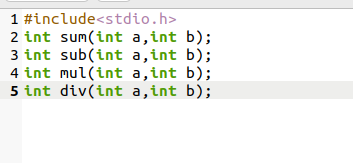 1 #include<stdio.h>
2 int sum(int a,int b);
3 int sub(int a,int b);
4 int mul(int a,int b);
5 int div(int a,int b);